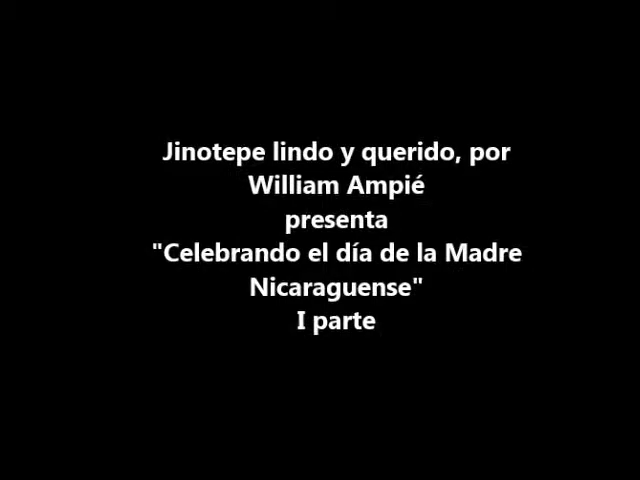 Jinotepe lindo y querido, por
William Ampié
presenta
"Celebrando el día de la Madre
Nicaraguense"
I parte